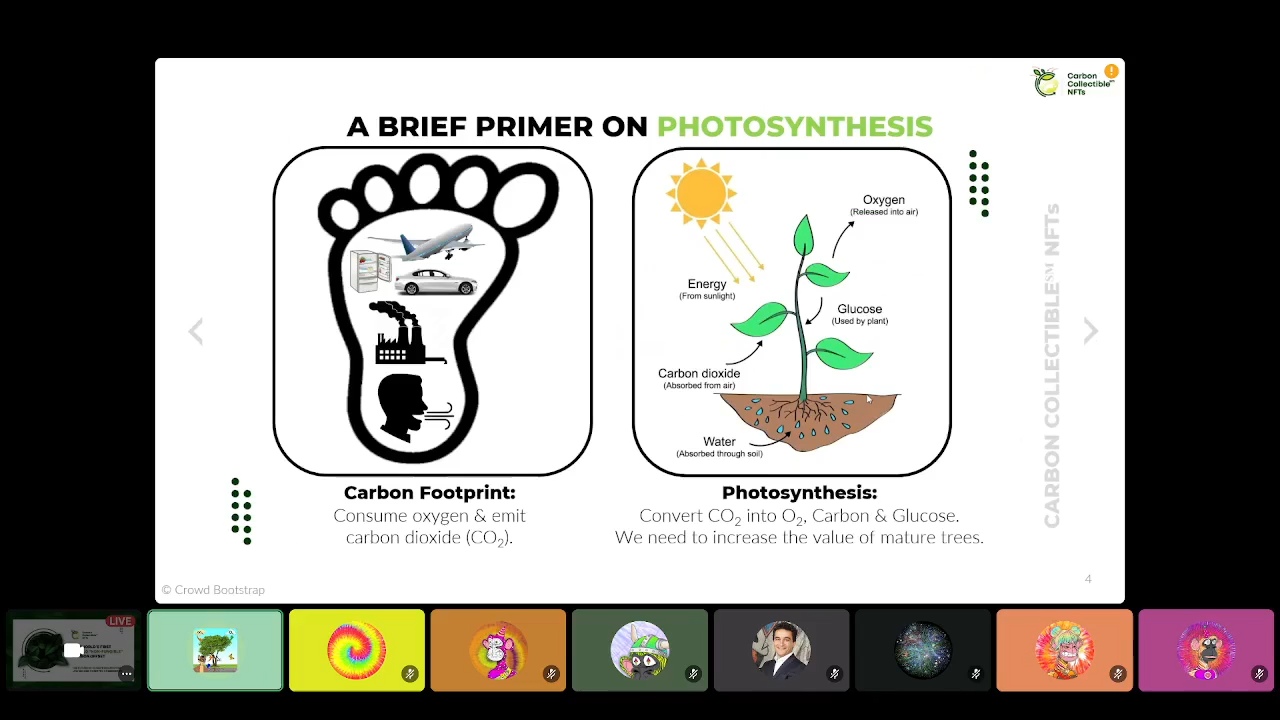 Carbon
Collectible℠
NFTs
A BRIEF PRIMER ON PHOTOSYNTHESIS
Oxygen
(Released into air)
Energy
(From sunlight)
Glucose
(Used by plant)
Carbon dioxide
(Absorbed from air)
Water
(Absorbed through soil)
CARBON COLLECTIBLE℠ NFTs
Carbon Footprint:
Consume oxygen & emit
carbon dioxide (CO₂).
Photosynthesis:
Convert CO₂ into O₂, Carbon & Glucose.
We need to increase the value of mature trees.
© Crowd Bootstrap
4
LIVE